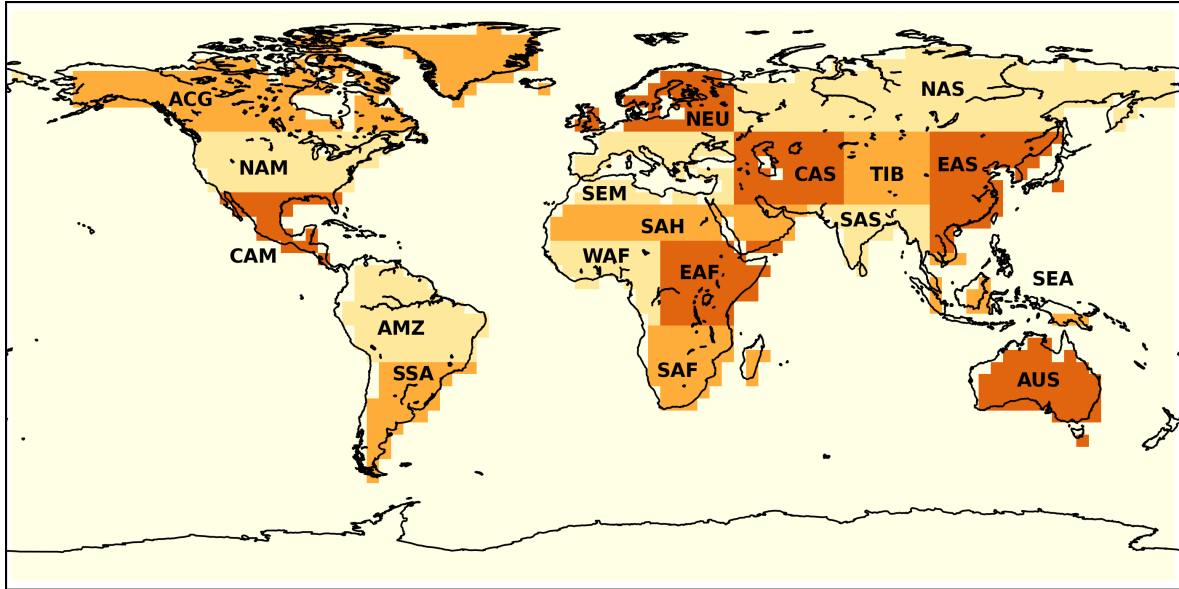 NAS
ACG
NEU
EAS
NAM
CAS
TIB
SEM
SAS
SAH
CAM
WAF
EAF
SEA
AMZ
SSA
SAF
AUS